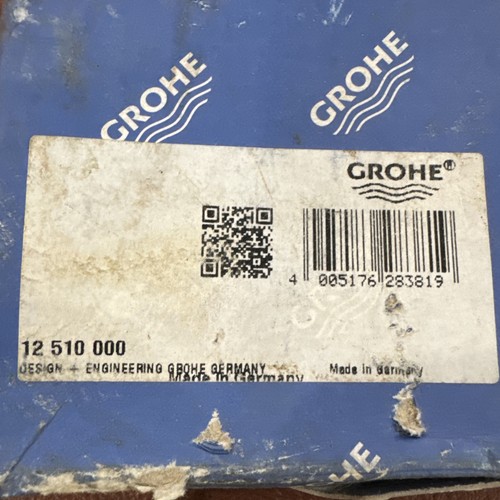 GROHE
GROHE
GROHE®
4 005176 283819
GROHE
12 510 000
DESIGN + ENGINEERING GROHE GERMANY
Made in Germany
Made in Germany
GROHE